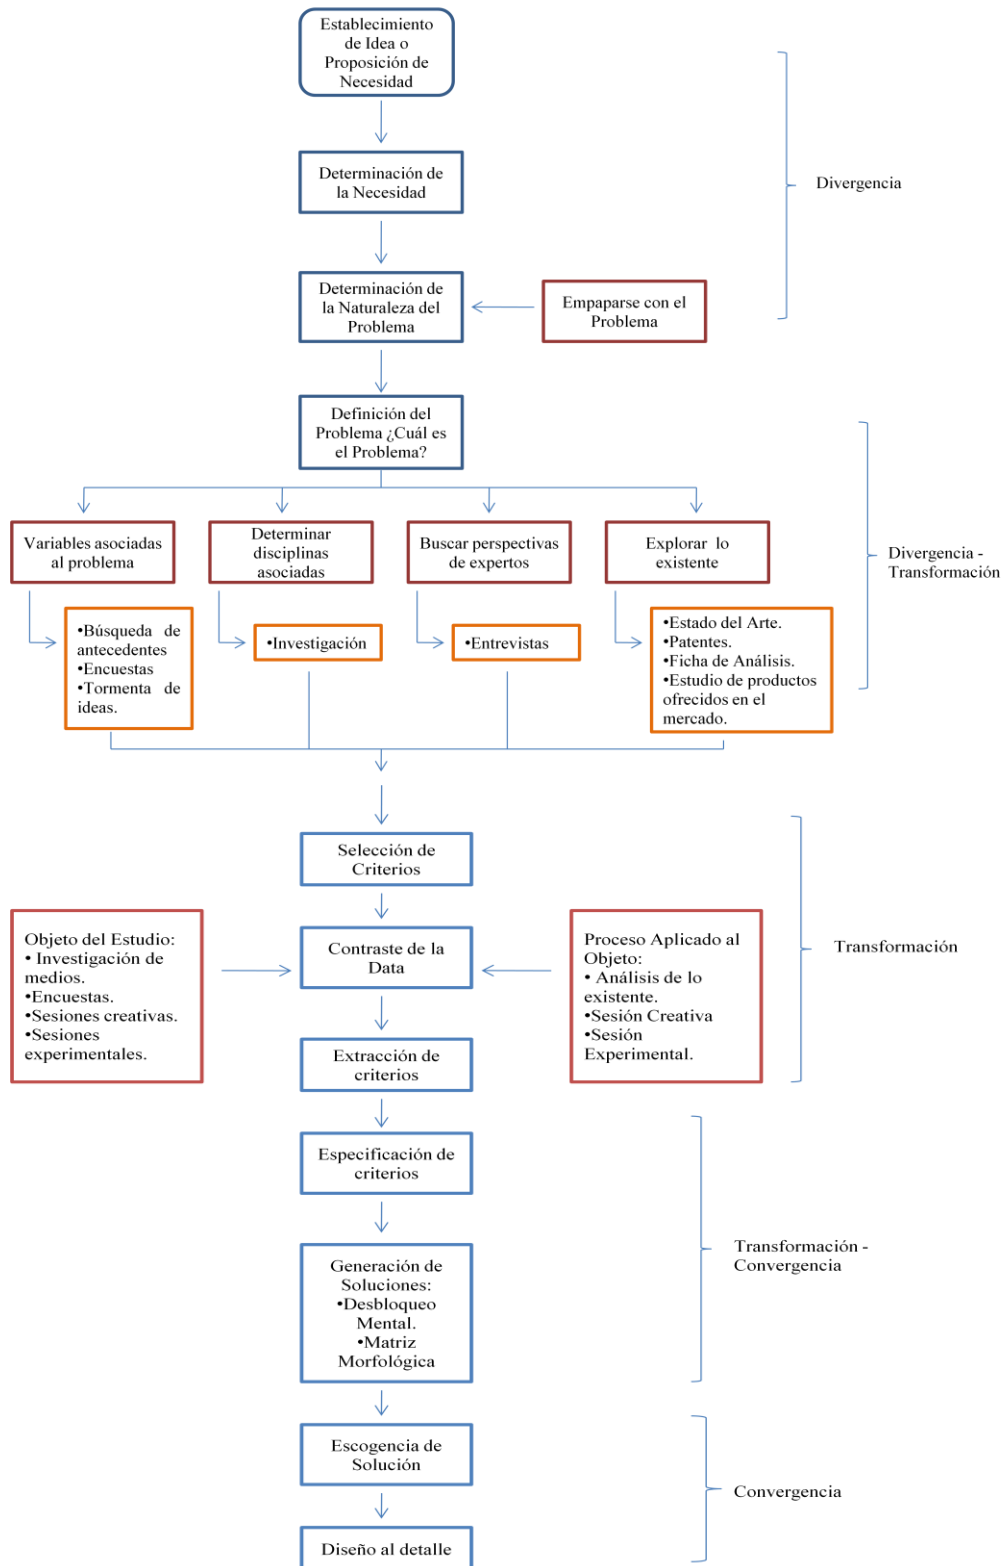 Establecimiento
de Idea o
Proposición de
Necesidad
Determinación de
la Necesidad
Divergencia
Determinación de
la Naturaleza del
Problema
Empaparse con el
Problema
Definición del
Problema ¿Cuál es
el Problema?
Variables asociadas
al problema
Determinar
disciplinas
asociadas
Buscar perspectivas
de expertos
Explorar lo
existente
Divergencia -
Transformación
•Búsqueda de
antecedentes
•Encuestas
•Tormenta de
ideas.
•Investigación
•Entrevistas
•Estado del Arte.
•Patentes.
•Ficha de Análisis.
•Estudio de productos
ofrecidos en el
mercado.
Selección de
Criterios
Objeto del Estudio:
• Investigación de
medios.
•Encuestas.
•Sesiones creativas.
•Sesiones
experimentales.
Contraste de la
Data
Proceso Aplicado al
Objeto:
• Análisis de lo
existente.
•Sesión Creativa
•Sesión
Experimental.
Transformación
Extracción de
criterios
Especificación de
criterios
Generación de
Soluciones:
•Desbloqueo
Mental.
•Matriz
Morfológica
Transformación -
Convergencia
Escogencia de
Solución
Convergencia
Diseño al detalle